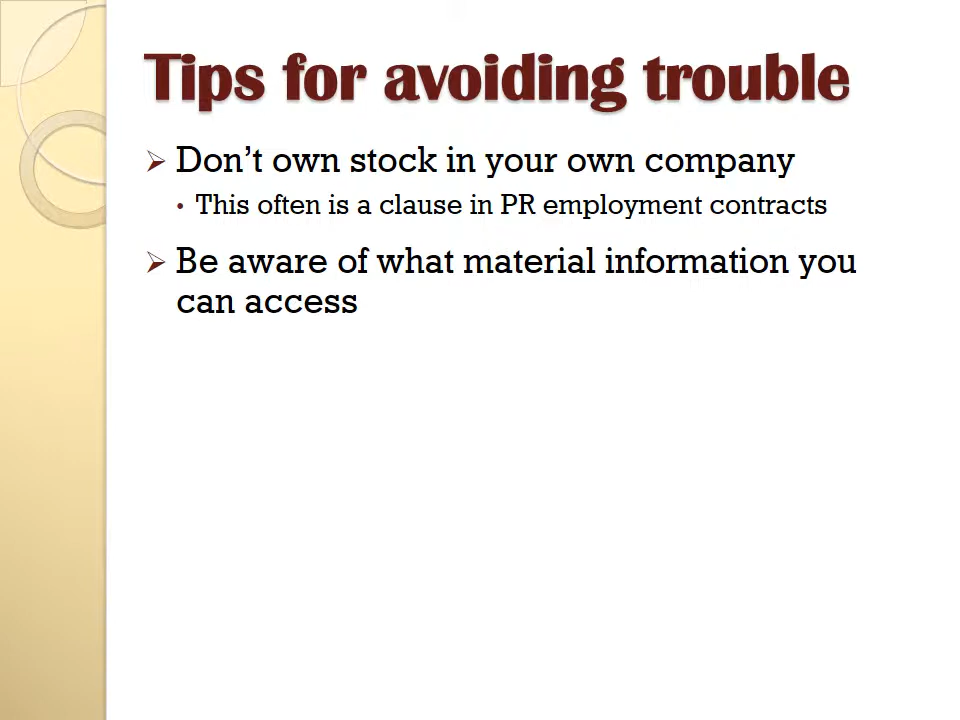 Tips for avoiding trouble
➢ Don’t own stock in your own company
• This often is a clause in PR employment contracts
➢ Be aware of what material information you
can access